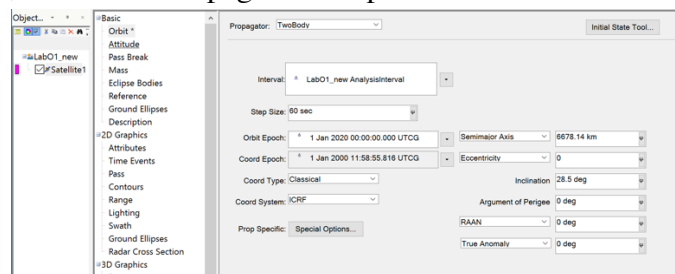 Object...
LabO1_new
Satellite1
Basic
Orbit *
Attitude
Pass Break
Mass
Eclipse Bodies
Reference
Ground Ellipses
Description
2D Graphics
Attributes
Time Events
Pass
Contours
Range
Lighting
Swath
Ground Ellipses
Radar Cross Section
3D Graphics
Propagator: TwoBody
Initial State Tool...
Interval: LabO1_new AnalysisInterval
Step Size: 60 sec
Orbit Epoch: 1 Jan 2020 00:00:00.000 UTCG Semimajor Axis 6678.14 km
Coord Epoch: 1 Jan 2000 11:58:55.816 UTCG Eccentricity 0
Coord Type: Classical Inclination 28.5 deg
Coord System: ICRF Argument of Perigee 0 deg
Prop Specific: Special Options... RAAN 0 deg
True Anomaly 0 deg